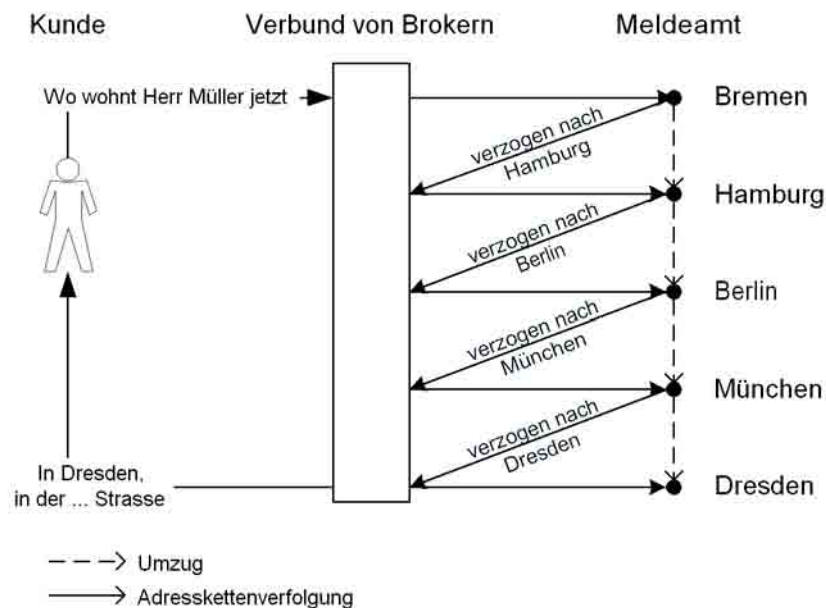 Kunde
Verbund von Brokern
Meldeamt
Wo wohnt Herr Müller jetzt
Bremen
verzogen nach
Hamburg
Hamburg
verzogen nach
Berlin
Berlin
verzogen nach
München
München
verzogen nach
Dresden
In Dresden,
in der ... Strasse
Dresden
Umzug
Adresskettenverfolgung